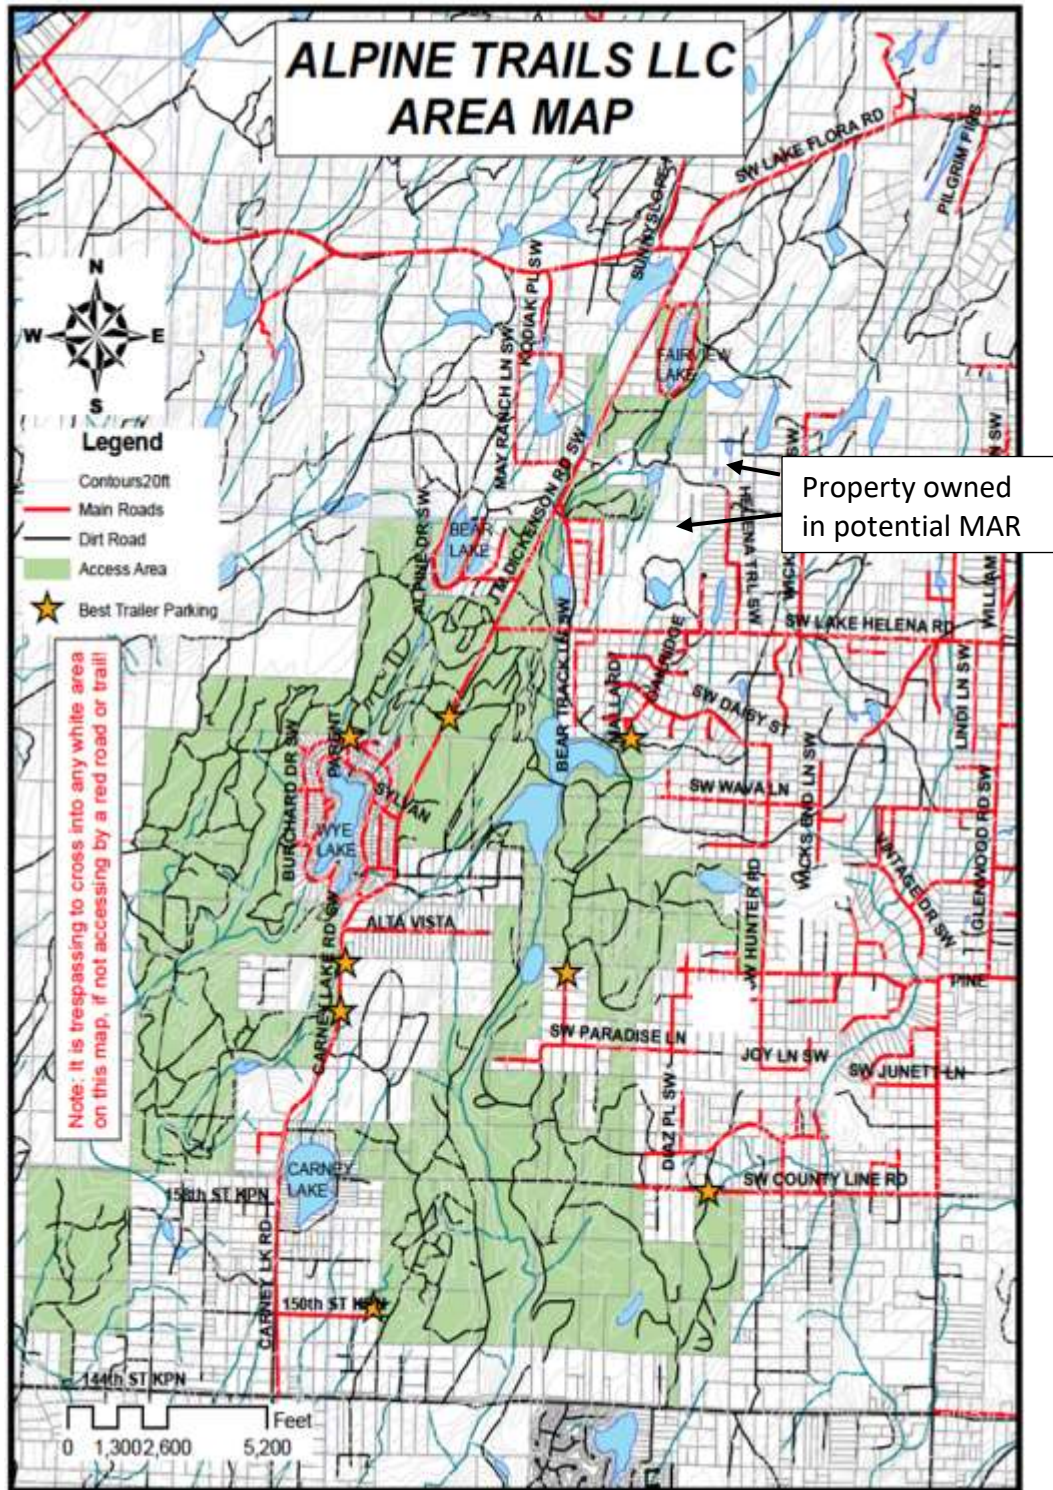 ALPINE TRAILS LLC
AREA MAP
SW LAKE FLORA RD
PILGRIM FIRS
N
W E
S
KODIAK PL SW
MAY RANCH LN SW
FAIRVIEW
LAKE
Legend
Contours20ft
Main Roads
Dirt Road
Access Area
Best Trailer Parking
Property owned
in potential MAR
J M DICKENSON RD SW
ALPINE DR SW
BEAR
LAKE
HELENA TRL SW
SW LAKE HELENA RD
Note: It is trespassing to cross into any white area
on this map, if not accessing by a red road or trail!
BEAR TRACK LN SW
MALLARD
SW DAISY ST
LINDI LN SW
BURCHARD DR SW
SYLVAN
WYE
LAKE
SW WAVA LN
WICKS END LN SW
VINTAGE DR SW
GLENWOOD RD SW
ALTA VISTA
W HUNTER RD
CARNEY LAKE RD SW
PINE
SW PARADISE LN
JOY LN SW
SW JUNETT LN
DIAZ PL SW
CARNEY
LAKE
SW COUNTY LINE RD
158th ST KPN
CARNEY LK RD
150th ST KPN
144th ST KPN
Feet
0 1,300 2,600 5,200